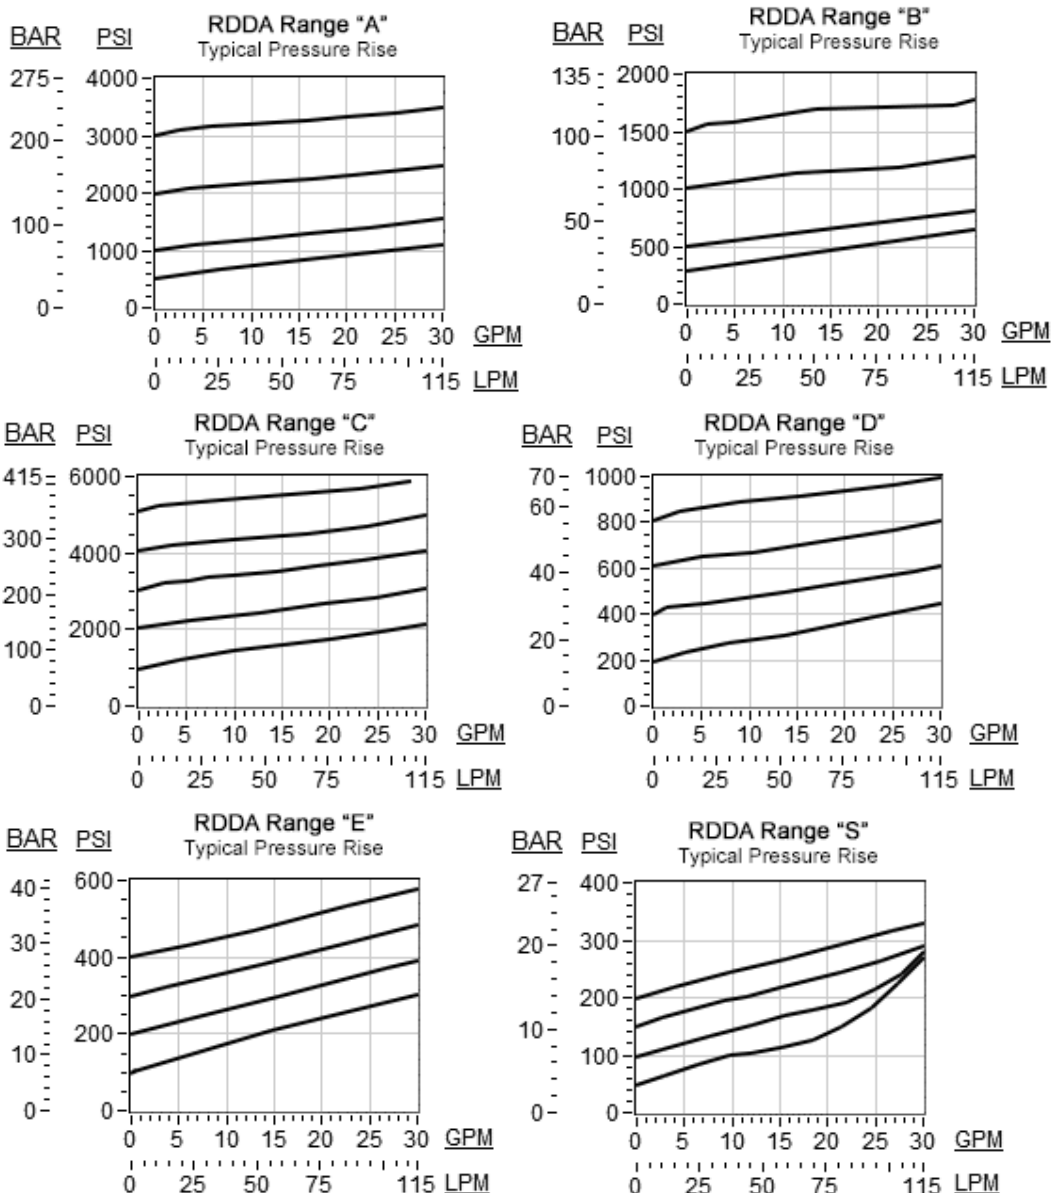 RDDA Range “A”
Typical Pressure Rise
BAR PSI
275 4000
200 3000
2000
100 1000
0 0
0 5 10 15 20 25 30 GPM
0 25 50 75 115 LPM
RDDA Range “B”
Typical Pressure Rise
BAR PSI
135 2000
100 1500
1000
50 500
0 0
0 5 10 15 20 25 30 GPM
0 25 50 75 115 LPM
RDDA Range “C”
Typical Pressure Rise
BAR PSI
415 6000
300 4000
200 2000
100
0 0
0 5 10 15 20 25 30 GPM
0 25 50 75 115 LPM
RDDA Range “D”
Typical Pressure Rise
BAR PSI
70 1000
60 800
40 600
400
20 200
0 0
0 5 10 15 20 25 30 GPM
0 25 50 75 115 LPM
RDDA Range “E”
Typical Pressure Rise
BAR PSI
40 600
30 400
20 200
10
0 0
0 5 10 15 20 25 30 GPM
0 25 50 75 115 LPM
RDDA Range “S”
Typical Pressure Rise
BAR PSI
27 400
20 300
200
10 100
0 0
0 5 10 15 20 25 30 GPM
0 25 50 75 115 LPM